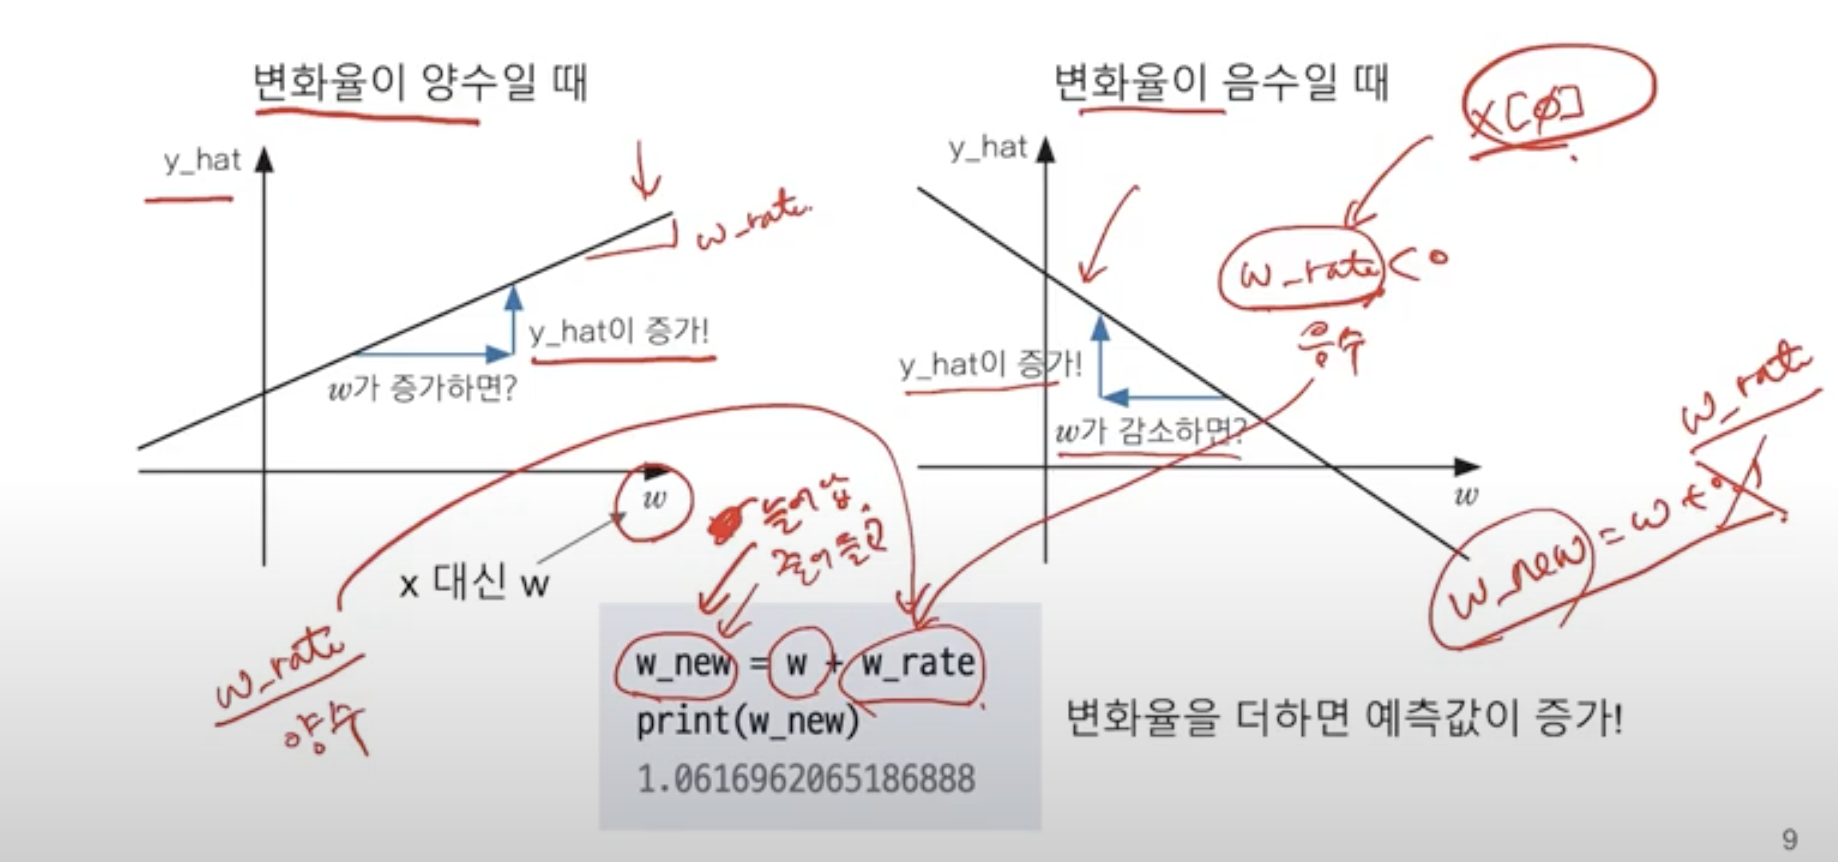 변화율이 양수일 때
y_hat
w_rate
y_hat이 증가!
w가 증가하면?
w
x 대신 w
w_rate
양수
늘어남
줄어듦
변화율이 음수일 때
x[0]
y_hat
w_rate < 0
음수
y_hat이 증가!
w가 감소하면?
w
w_rate
w_new = w + 0.1
w_new = w + w_rate
print(w_new)
1.0616962065186888
변화율을 더하면 예측값이 증가!
9